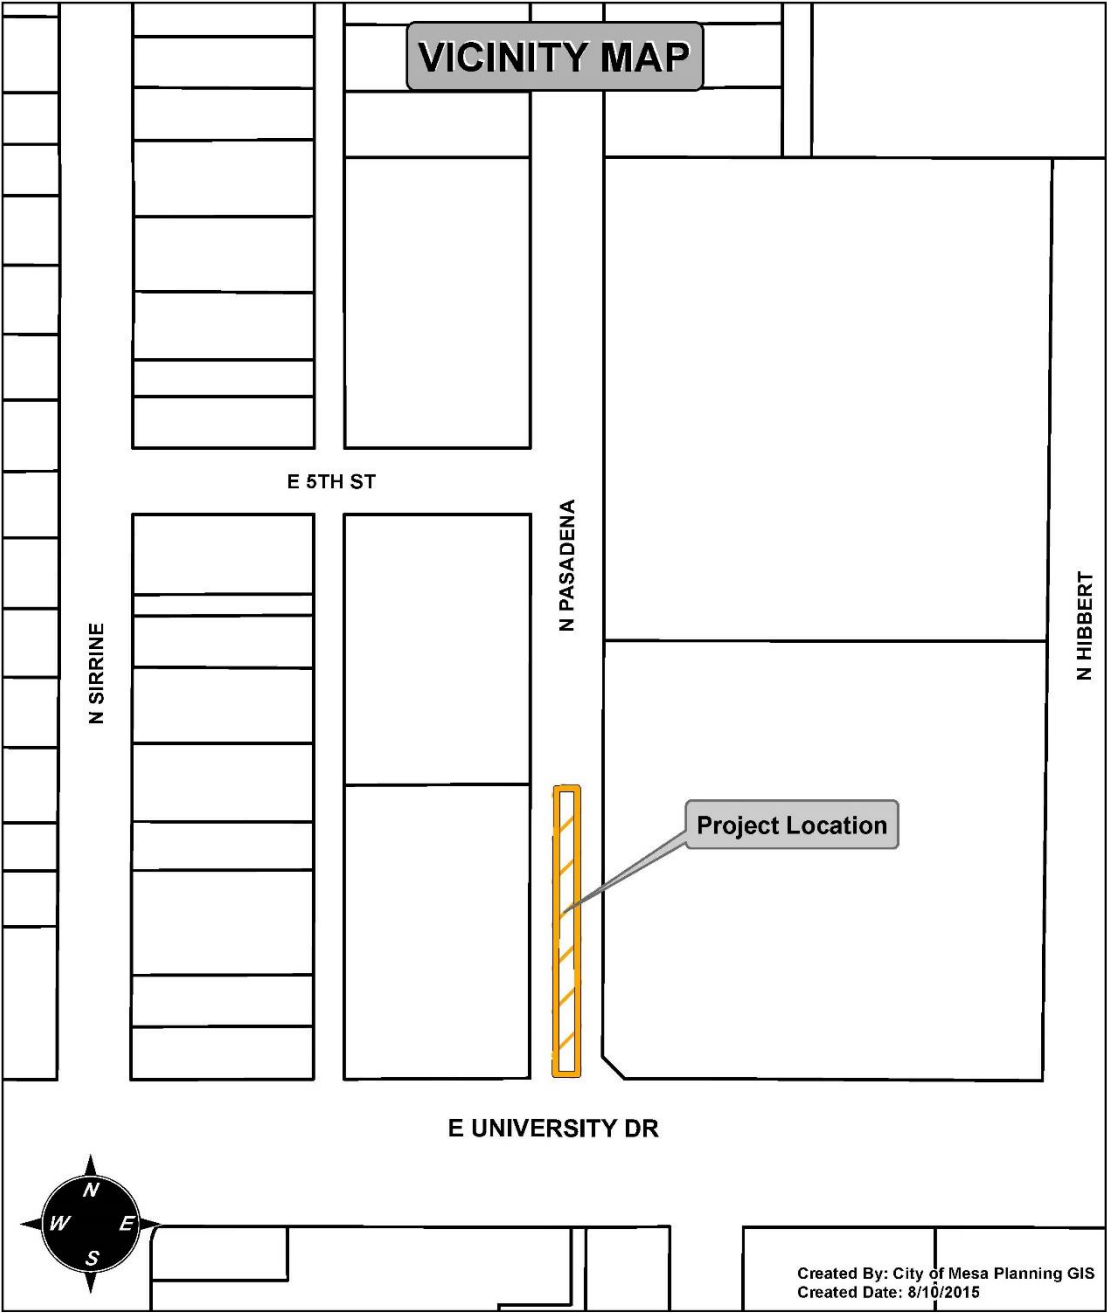 VICINITY MAP
E 5TH ST
N PASADENA
N HIBBERT
N SIRRINE
Project Location
E UNIVERSITY DR
N
W E
S
Created By: City of Mesa Planning GIS
Created Date: 8/10/2015